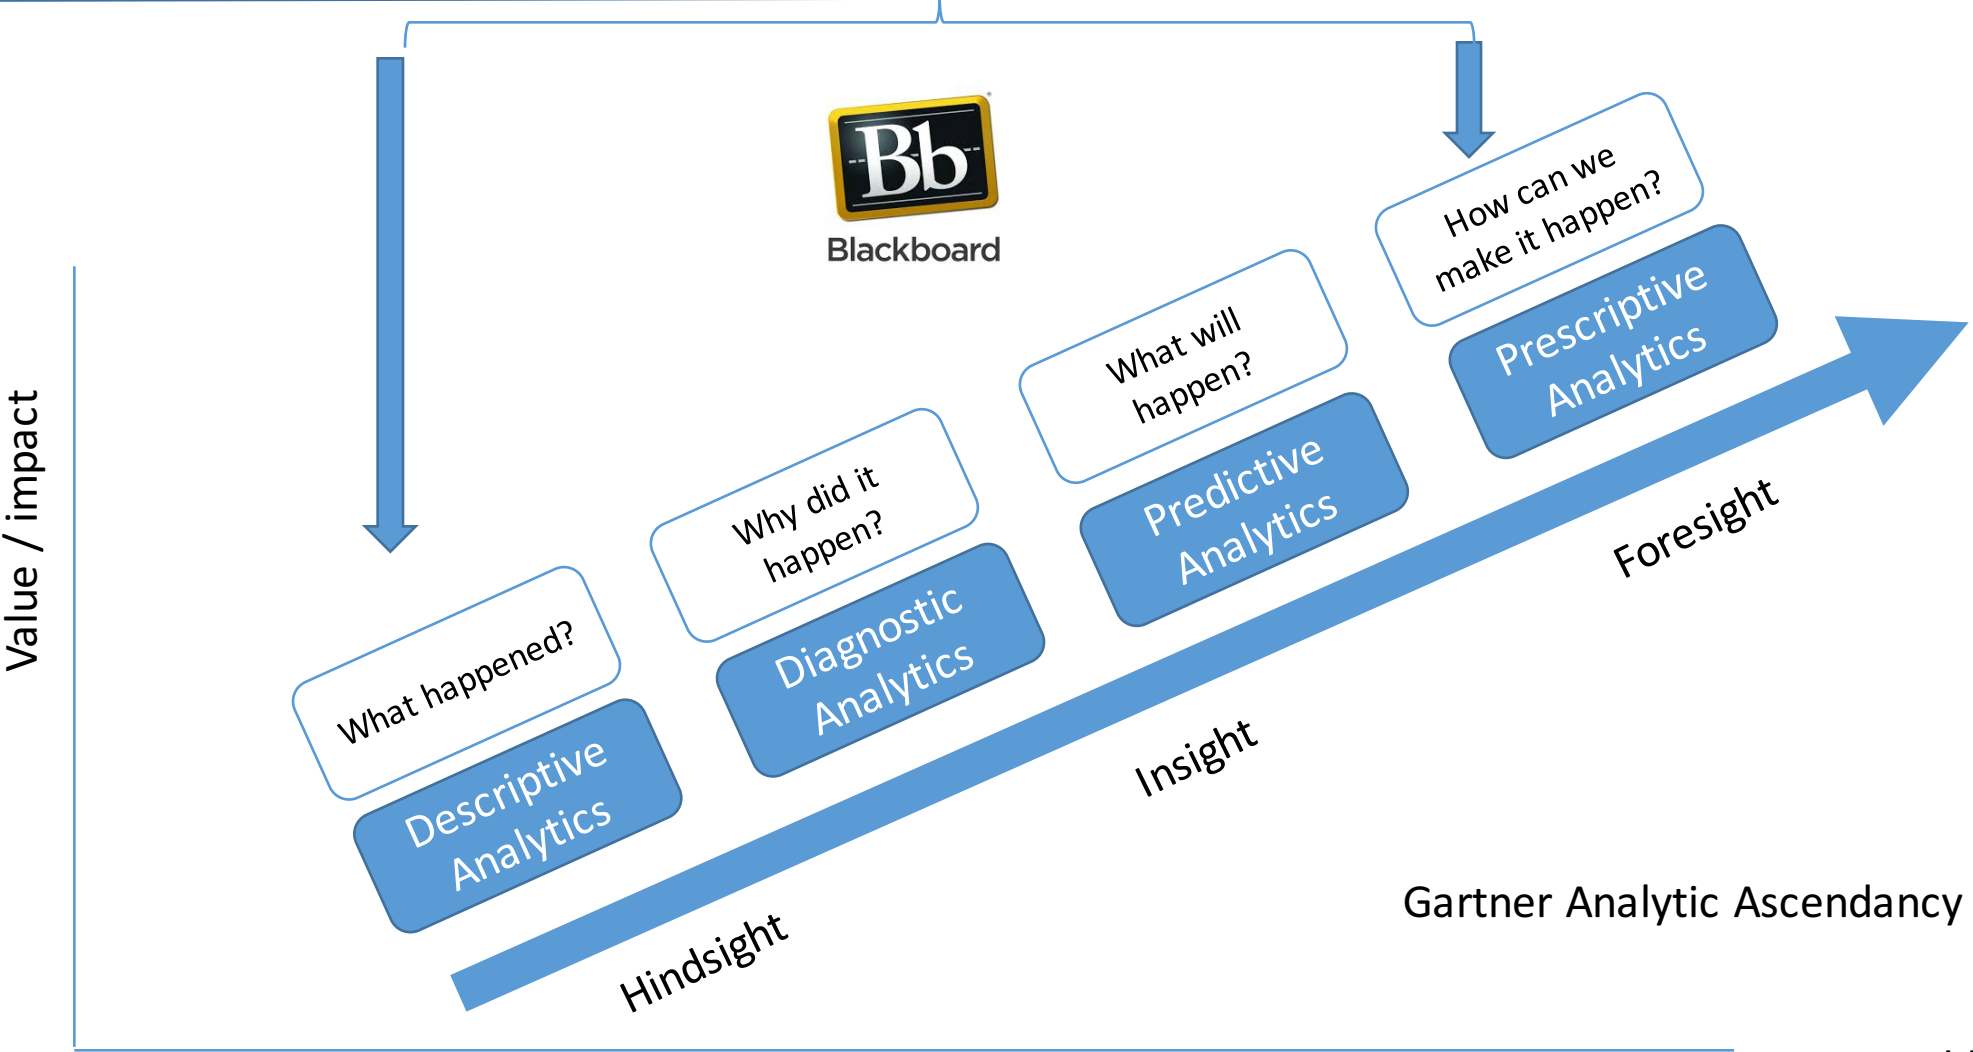 Bb
Blackboard
How can we
make it happen?
Prescriptive
Analytics
What will
happen?
Predictive
Analytics
Why did it
happen?
Diagnostic
Analytics
What happened?
Descriptive
Analytics
Value / impact
Foresight
Insight
Hindsight
Gartner Analytic Ascendancy